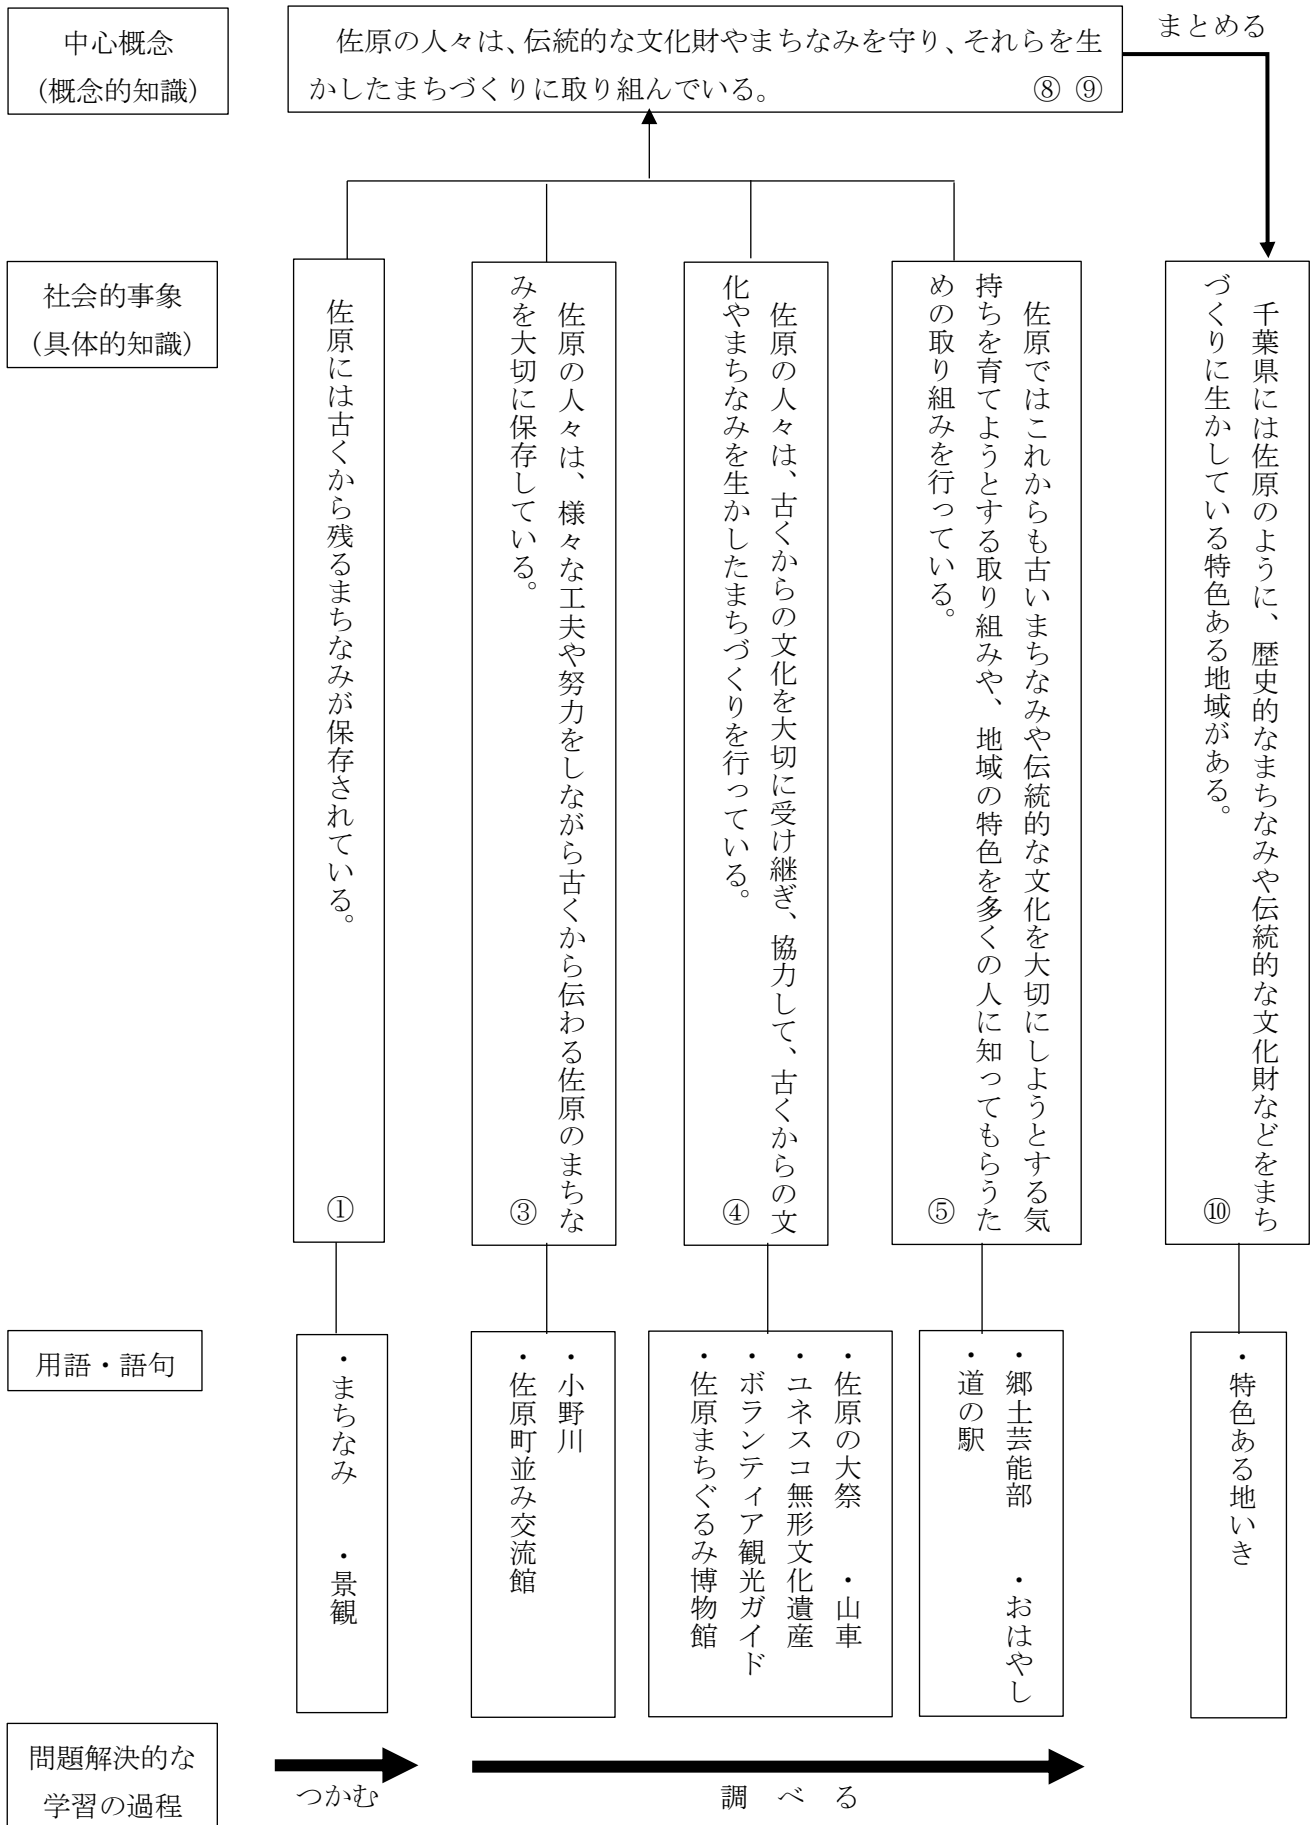 中心概念
（概念的知識）
佐原の人々は、伝統的な文化財やまちなみを守り、それらを生
かしたまちづくりに取り組んでいる。 ⑧ ⑨
まとめる
社会的事象
（具体的知識）
佐原には古くから残るまちなみが保存されている。 ①
佐原の人々は、様々な工夫や努力をしながら古くから伝わる佐原のまちな
みを大切に保存している。 ③
佐原の人々は、古くからの文化を大切に受け継ぎ、協力して、古くからの文
化やまちなみを生かしたまちづくりを行っている。 ④
佐原ではこれからも古いまちなみや伝統的な文化を大切にしようとする気
持ちを育てようとする取り組みや、地域の特色を多くの人に知ってもらうた
めの取り組みを行っている。 ⑤
千葉県には佐原のように、歴史的なまちなみや伝統的な文化財などをまち
づくりに生かしている特色ある地域がある。 ⑩
用語・語句
・まちなみ ・景観
・小野川
・佐原町並み交流館
・佐原の大祭 ・山車
・ユネスコ無形文化遺産
・ボランティア観光ガイド
・佐原まちぐるみ博物館
・郷土芸能部 ・おはやし
・道の駅
・特色ある地いき
問題解決的な
学習の過程
つかむ
調べる